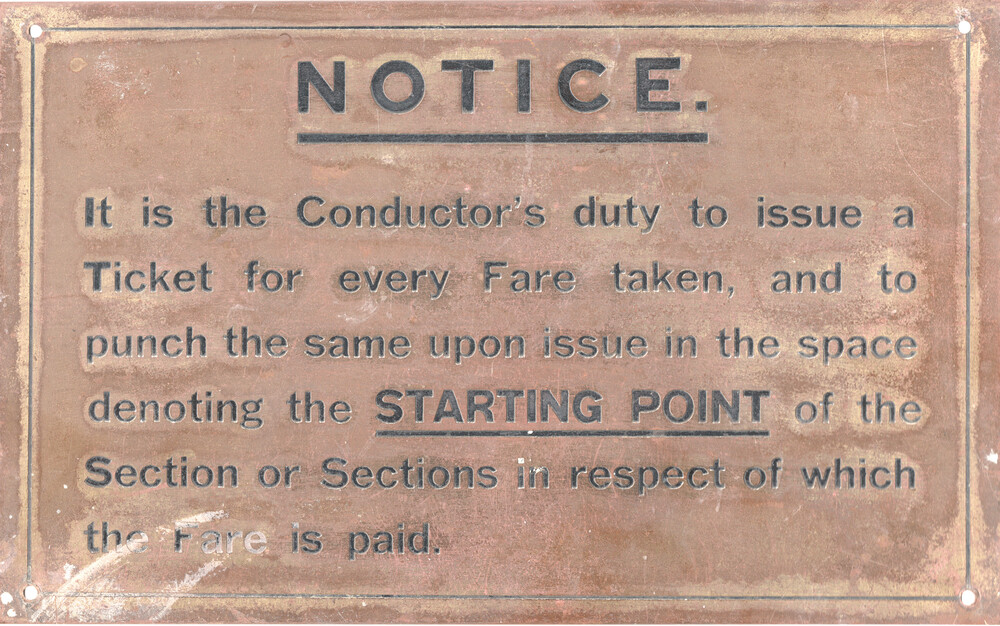 NOTICE.
It is the Conductor's duty to issue a
Ticket for every Fare taken, and to
punch the same upon issue in the space
denoting the STARTING POINT of the
Section or Sections in respect of which
the Fare is paid.